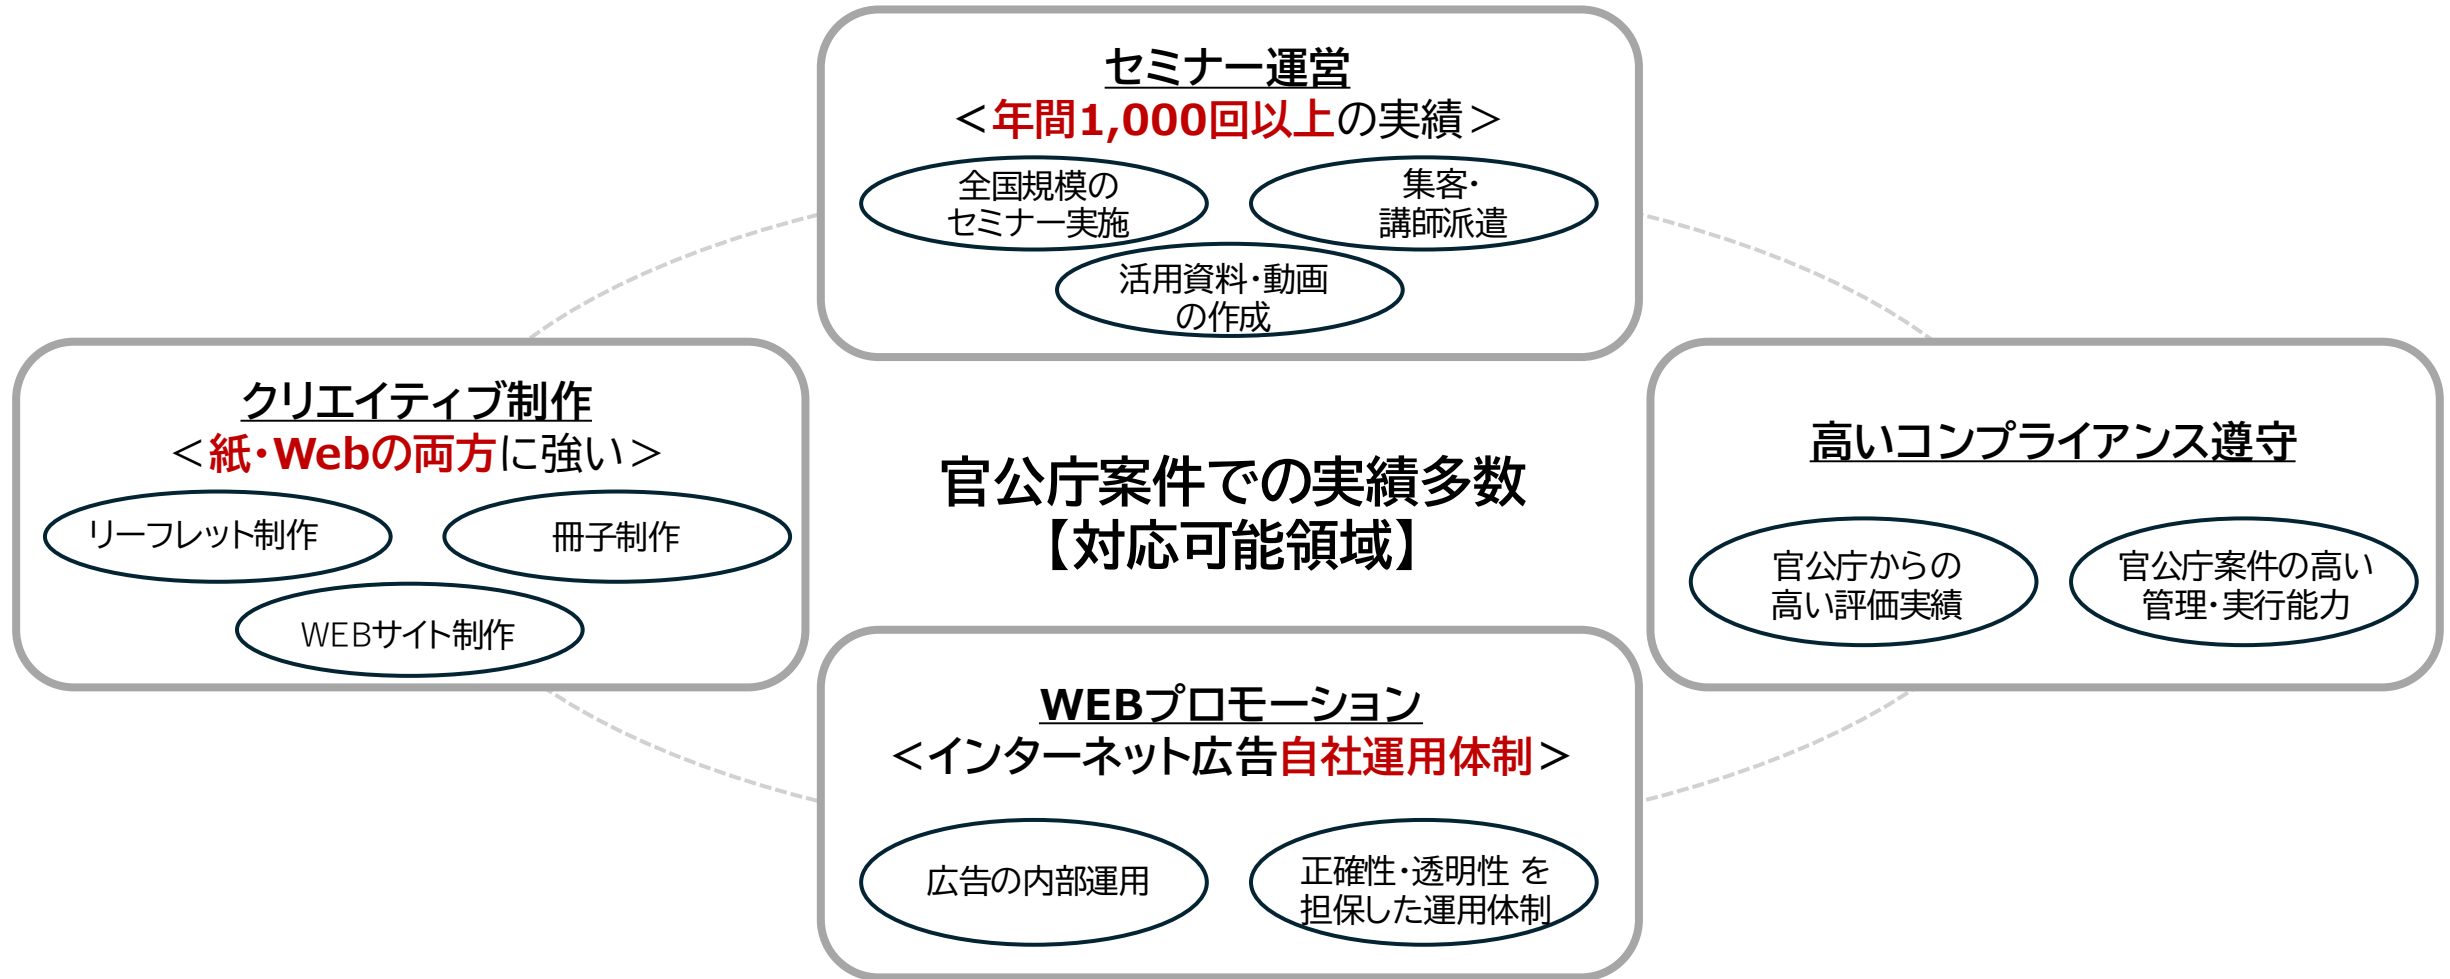 セミナー運営
＜年間1,000回以上の実績＞
全国規模の
セミナー実施
集客・
講師派遣
活用資料・動画
の作成
クリエイティブ制作
＜紙・Webの両方に強い＞
リーフレット制作
冊子制作
WEBサイト制作
官公庁案件での実績多数
【対応可能領域】
高いコンプライアンス遵守
官公庁からの
高い評価実績
官公庁案件の高い
管理・実行能力
WEBプロモーション
＜インターネット広告自社運用体制＞
広告の内部運用
正確性・透明性 を
担保した運用体制